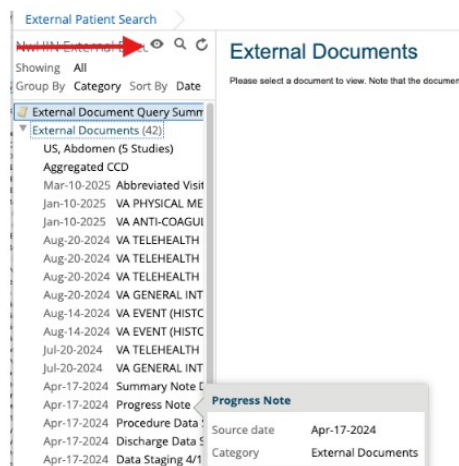 External Patient Search
NwHIN External
Showing All
Group By Category Sort By Date
External Document Query Summ
External Documents (42)
US, Abdomen (5 Studies)
Aggregated CCD
Mar-10-2025 Abbreviated Visit
Jan-10-2025 VA PHYSICAL ME
Jan-10-2025 VA ANTI-COAGUL
Aug-20-2024 VA TELEHEALTH
Aug-20-2024 VA TELEHEALTH
Aug-20-2024 VA TELEHEALTH
Aug-20-2024 VA GENERAL INT
Aug-14-2024 VA EVENT (HISTO
Aug-14-2024 VA EVENT (HISTO
Jul-20-2024 VA TELEHEALTH
Jul-20-2024 VA GENERAL INT
Apr-17-2024 Summary Note D
Apr-17-2024 Progress Note
Apr-17-2024 Procedure Data S
Apr-17-2024 Discharge Data S
Apr-17-2024 Data Staging 4/1
External Documents
Please select a document to view. Note that the documen
Progress Note
Source date Apr-17-2024
Category External Documents